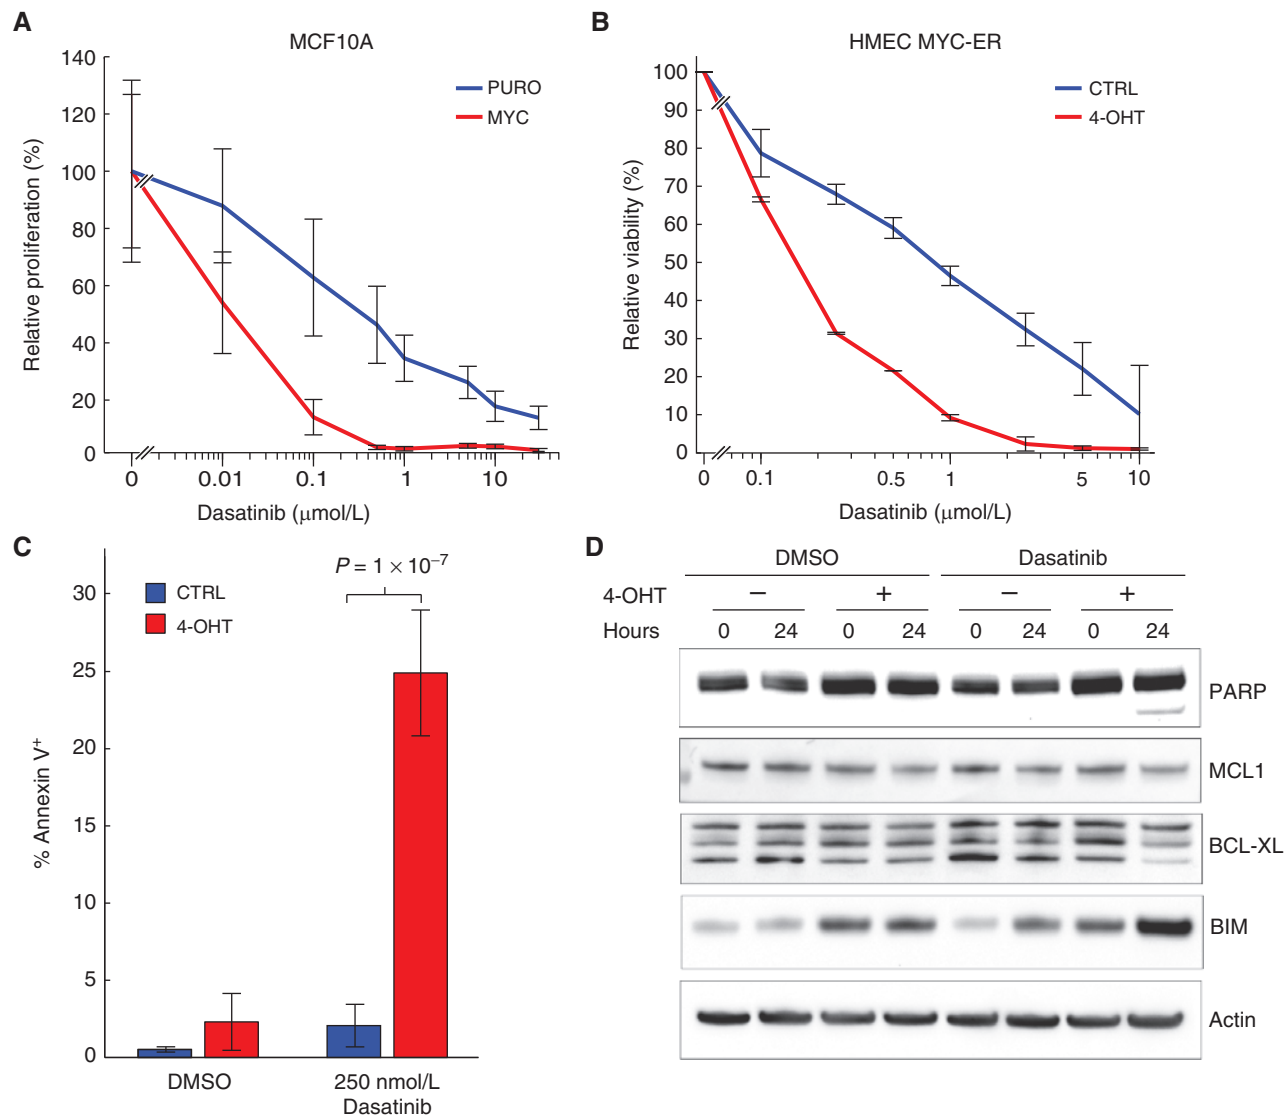 A
MCF10A
140
120
100
80
60
40
20
0
Relative proliferation (%)
PURO
MYC
0 0.01 0.1 1 10
Dasatinib (μmol/L)
B
HMEC MYC-ER
100
90
80
70
60
50
40
30
20
10
0
Relative viability (%)
CTRL
4-OHT
0 0.1 0.5 1 5 10
Dasatinib (μmol/L)
C
P = 1 × 10⁻⁷
CTRL
4-OHT
30
25
20
15
10
5
0
% Annexin V⁺
DMSO
250 nmol/L
Dasatinib
D
DMSO Dasatinib
4-OHT − + − +
Hours 0 24 0 24 0 24 0 24
PARP
MCL1
BCL-XL
BIM
Actin